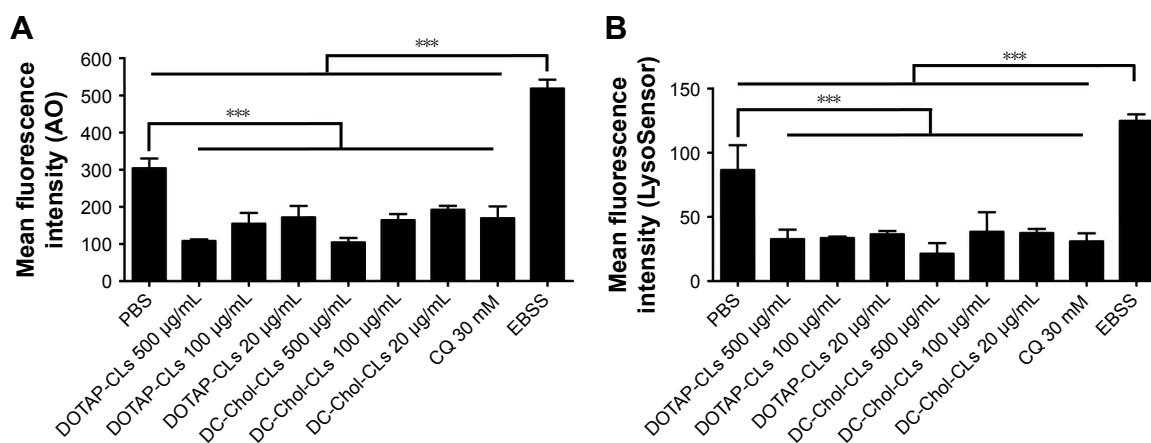 A
Mean fluorescence
intensity (AO)
600
500
400
300
200
100
0
***
***
PBS
DOTAP-CLs 500 µg/mL
DOTAP-CLs 100 µg/mL
DOTAP-CLs 20 µg/mL
DC-Chol-CLs 500 µg/mL
DC-Chol-CLs 100 µg/mL
DC-Chol-CLs 20 µg/mL
CQ 30 mM
EBSS
B
Mean fluorescence
intensity (LysoSensor)
150
100
50
0
***
***
PBS
DOTAP-CLs 500 µg/mL
DOTAP-CLs 100 µg/mL
DOTAP-CLs 20 µg/mL
DC-Chol-CLs 500 µg/mL
DC-Chol-CLs 100 µg/mL
DC-Chol-CLs 20 µg/mL
CQ 30 mM
EBSS